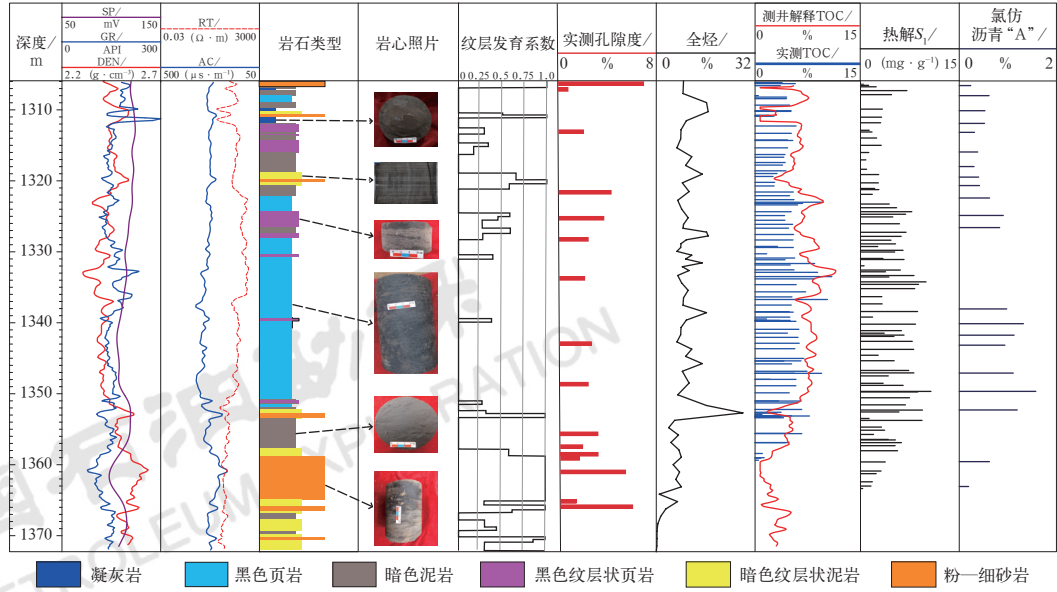 深度/
m
SP/
50 mV 150
GR/
0 API 300
DEN/
2.2 (g·cm⁻³) 2.7
RT/
0.03 (Ω·m) 3000
AC/
500 (μs·m⁻¹) 50
岩石类型
岩心照片
纹层发育系数
0 0.25 0.5 0.75 1.0
实测孔隙度/
0 % 8
全烃/
0 % 32
测井解释TOC/
0 % 15
实测TOC/
0 % 15
热解S₁/
0 (mg·g⁻¹) 15
氯仿
沥青“A”/
0 % 2
1310
1320
1330
1340
1350
1360
1370
凝灰岩
黑色页岩
暗色泥岩
黑色纹层状页岩
暗色纹层状泥岩
粉—细砂岩
PETROLEUM EXPLORATION